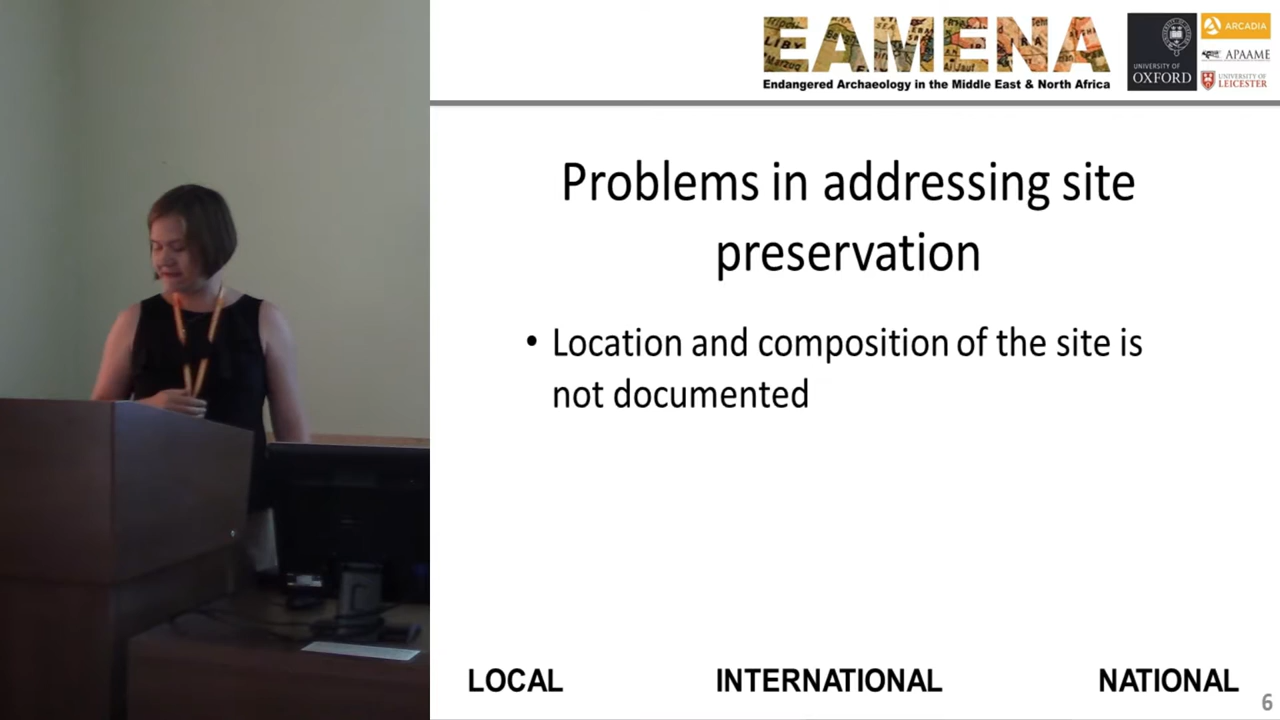 EAMENA
Endangered Archaeology in the Middle East & North Africa
UNIVERSITY OF
OXFORD
ARCADIA
APAAME
UNIVERSITY OF
LEICESTER
Problems in addressing site
preservation
• Location and composition of the site is
not documented
LOCAL INTERNATIONAL NATIONAL
6